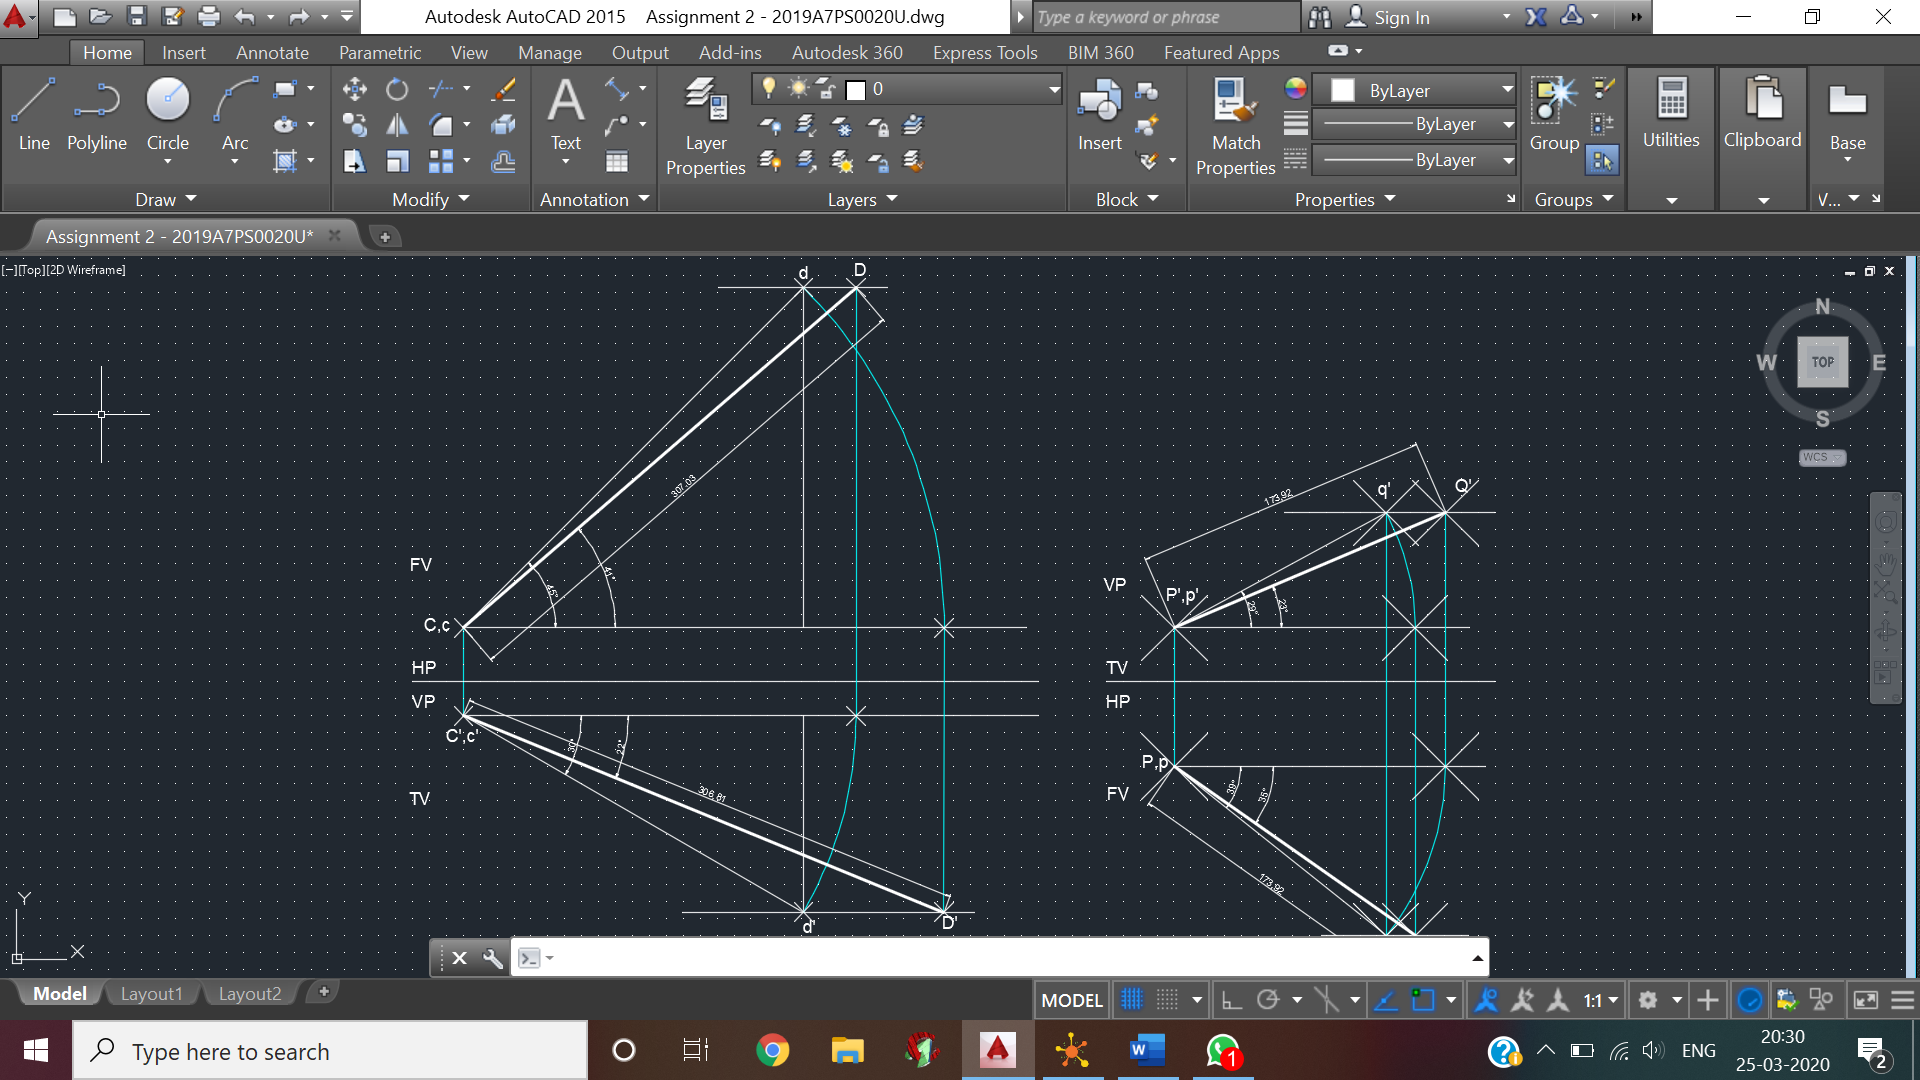 Autodesk AutoCAD 2015 Assignment 2 - 2019A7PS0020U.dwg
Type a keyword or phrase
Sign In
Home Insert Annotate Parametric View Manage Output Add-ins Autodesk 360 Express Tools BIM 360 Featured Apps
Line Polyline Circle Arc
Text
Layer Properties
0
Insert
Match Properties
ByLayer
ByLayer
ByLayer
Group
Utilities
Clipboard
Base
Draw Modify Annotation Layers Block Properties Groups V...
Assignment 2 - 2019A7PS0020U*
[−][Top][2D Wireframe]
d D
N
W TOP E
S
WCS
307.03
173.92
q' Q'
FV
45° 41°
VP
P',p'
29° 23°
C,c
HP
TV
VP
HP
C',c'
30° 22°
P,p
39° 35°
TV
306.81
FV
173.92
d' D'
Y
X
Model Layout1 Layout2
MODEL
1:1
Type here to search
W
1
ENG
20:30
25-03-2020
2